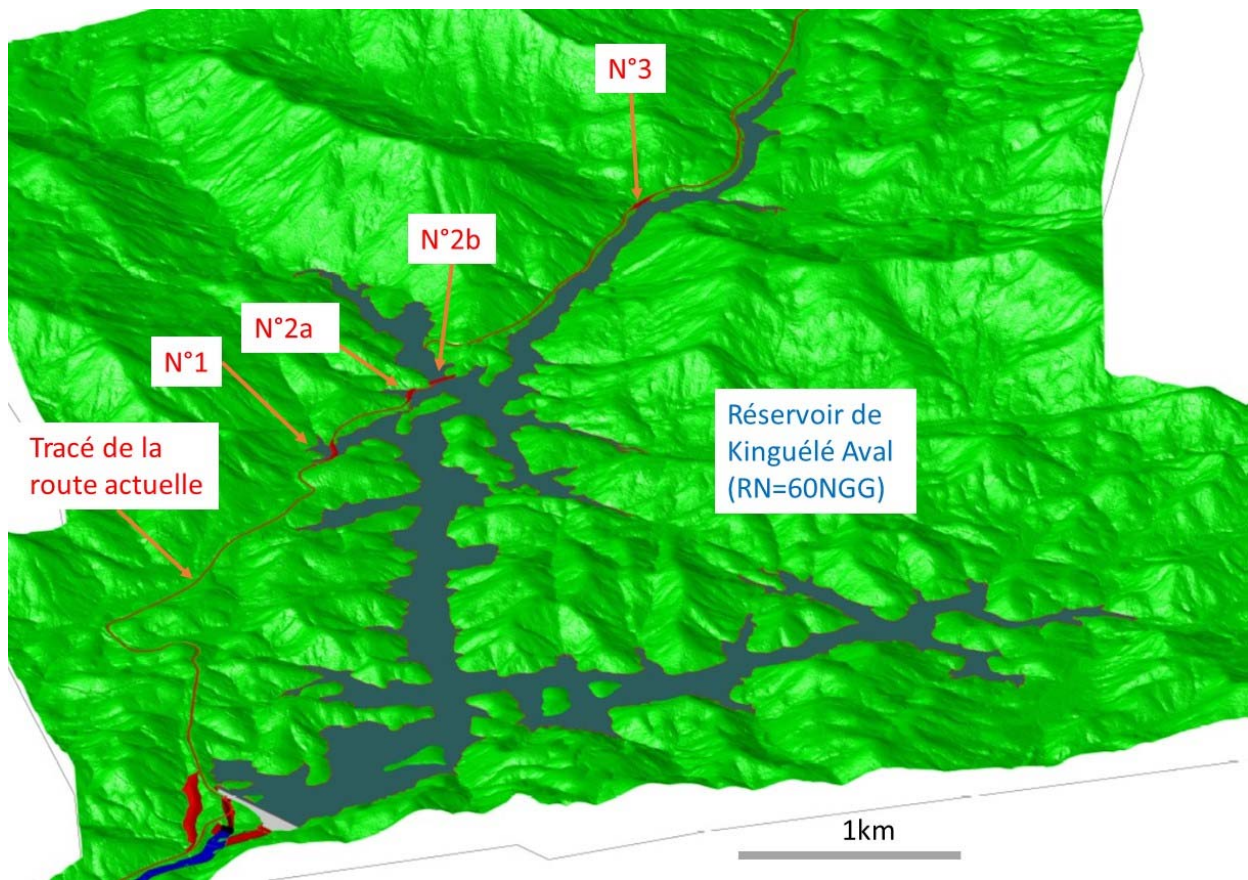 N°3
N°2b
N°2a
N°1
Tracé de la
route actuelle
Réservoir de
Kinguélé Aval
(RN=60NGG)
1km